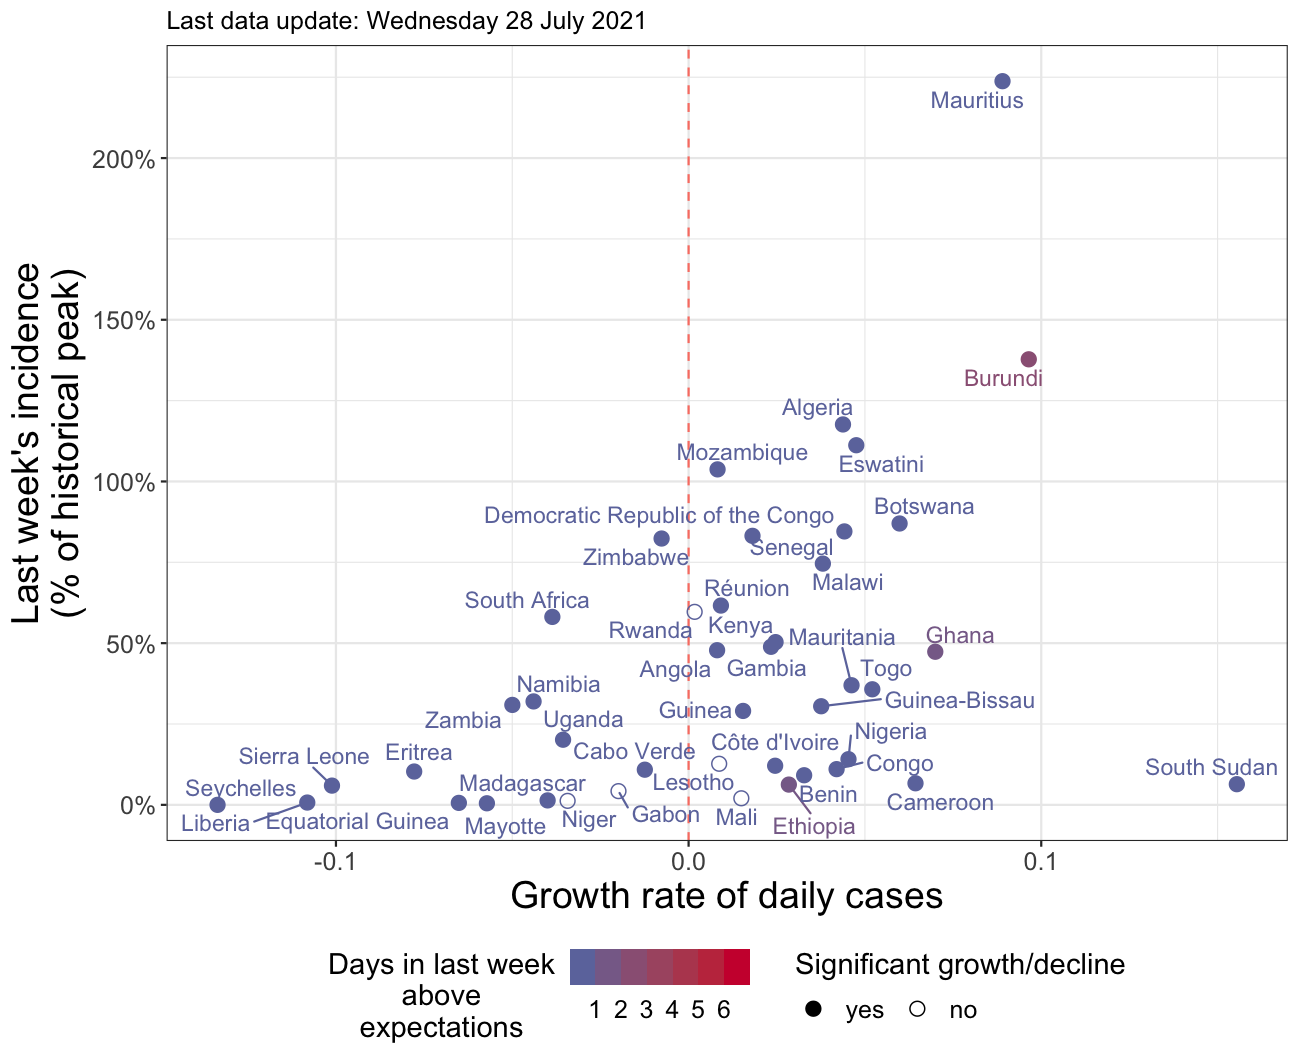 Last data update: Wednesday 28 July 2021
Last week's incidence
(% of historical peak)
200%
150%
100%
50%
0%
Mauritius
Burundi
Algeria
Mozambique
Eswatini
Botswana
Democratic Republic of the Congo
Senegal
Zimbabwe
Malawi
Réunion
South Africa
Rwanda
Kenya
Mauritania
Ghana
Angola
Gambia
Togo
Namibia
Guinea-Bissau
Zambia
Uganda
Guinea
Nigeria
Côte d'Ivoire
Cabo Verde
Eritrea
Sierra Leone
Congo
South Sudan
Lesotho
Madagascar
Seychelles
Benin
Cameroon
Liberia
Equatorial Guinea
Mayotte
Niger
Gabon
Mali
Ethiopia
-0.1
0.0
0.1
Growth rate of daily cases
Days in last week
above
expectations
1 2 3 4 5 6
Significant growth/decline
yes
no